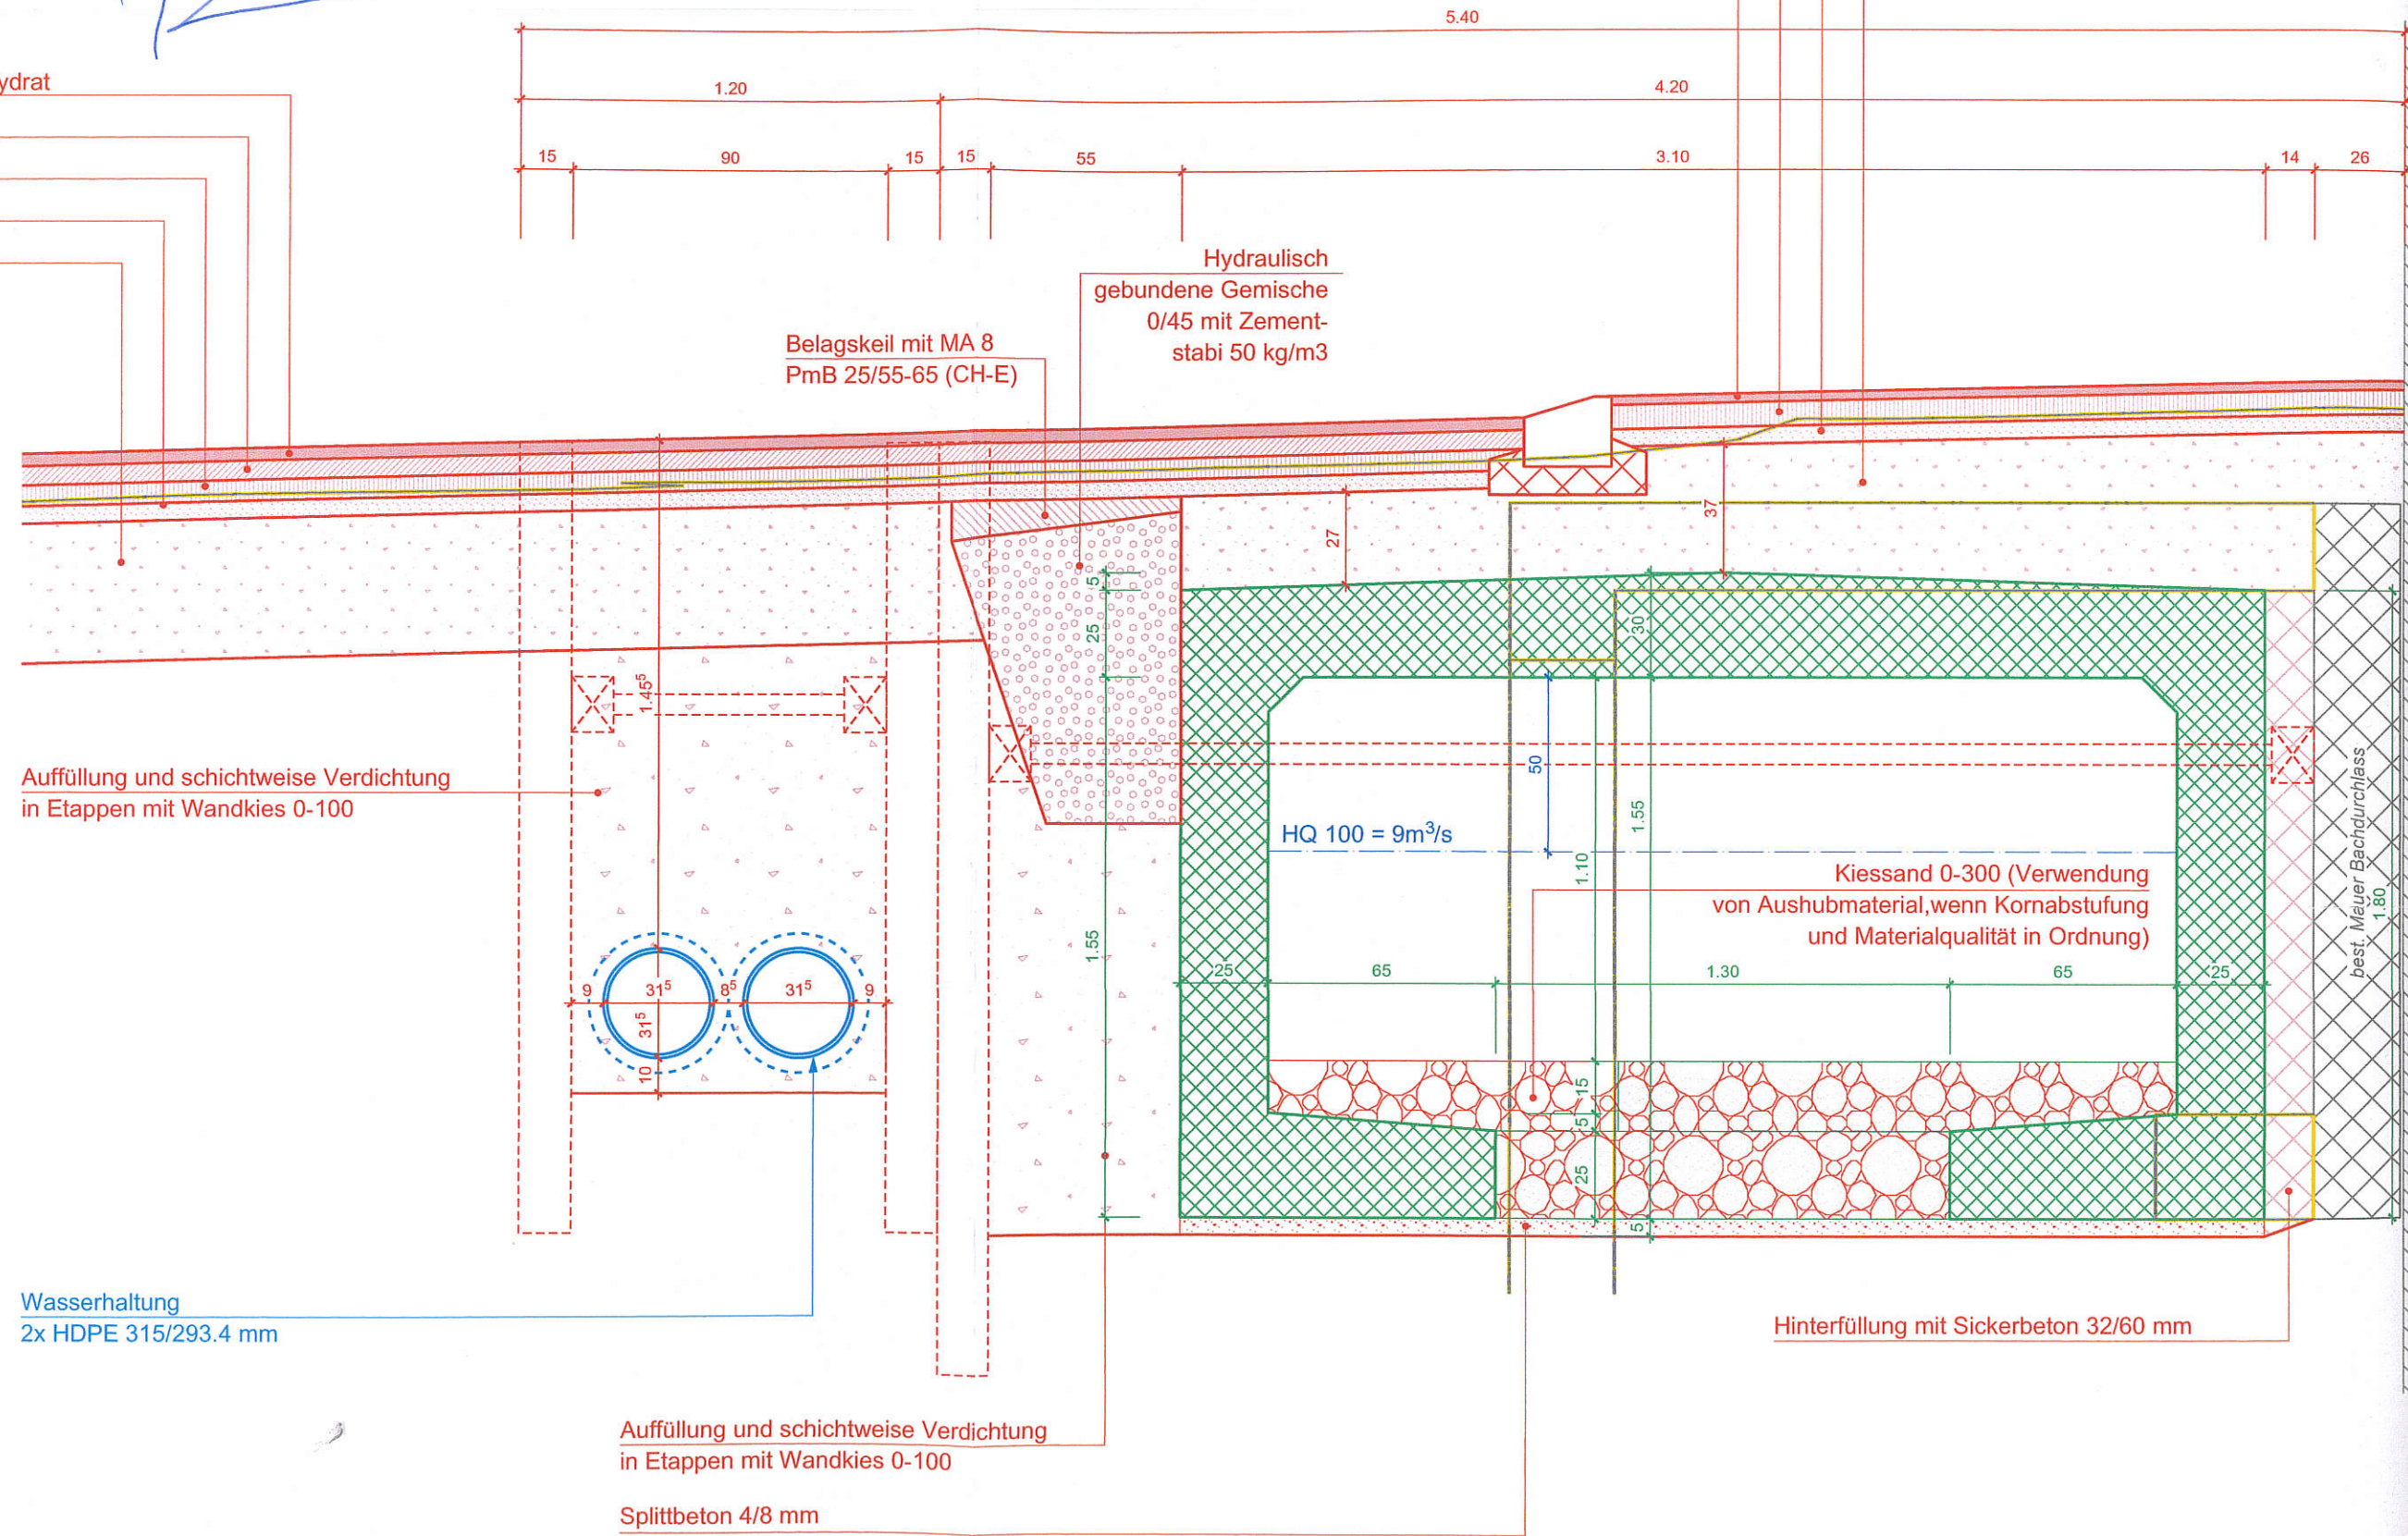 5.40
1.20
4.20
15
90
15
15
55
3.10
14
26
ydrat
Hydraulisch
gebundene Gemische
0/45 mit Zement-
stabi 50 kg/m3
Belagskeil mit MA 8
PmB 25/55-65 (CH-E)
27
37
5
25
30
1.45⁵
50
1.55
1.10
Auffüllung und schichtweise Verdichtung
in Etappen mit Wandkies 0-100
HQ 100 = 9m³/s
Kiessand 0-300 (Verwendung
von Aushubmaterial,wenn Kornabstufung
und Materialqualität in Ordnung)
best. Mauer Bachdurchlass
1.80
1.55
25
65
1.30
65
25
9
31⁵
8⁵
31⁵
9
31⁵
10
15
5
25
5
Wasserhaltung
2x HDPE 315/293.4 mm
Hinterfüllung mit Sickerbeton 32/60 mm
Auffüllung und schichtweise Verdichtung
in Etappen mit Wandkies 0-100
Splittbeton 4/8 mm